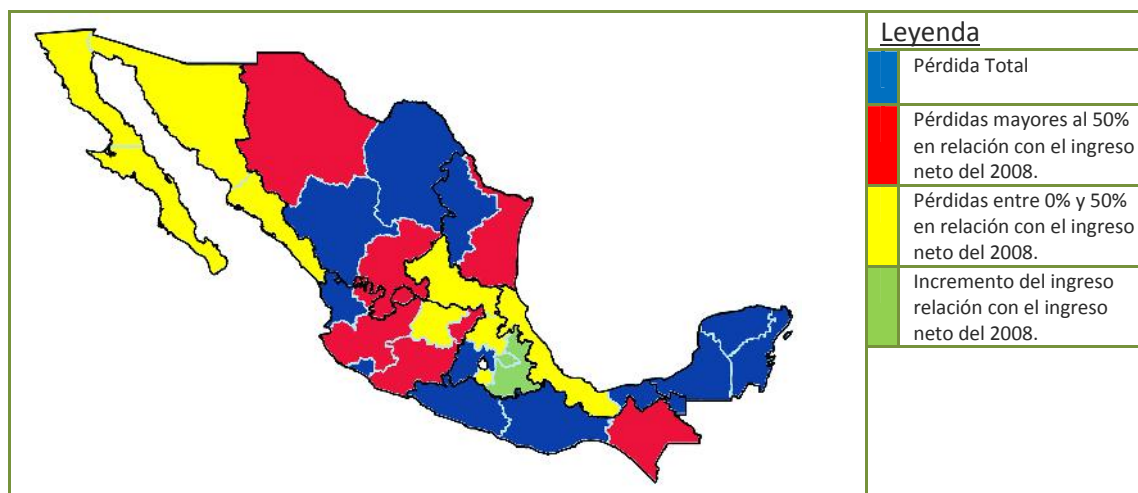 Leyenda
Pérdida Total
Pérdidas mayores al 50%
en relación con el ingreso
neto del 2008.
Pérdidas entre 0% y 50%
en relación con el ingreso
neto del 2008.
Incremento del ingreso
relación con el ingreso
neto del 2008.